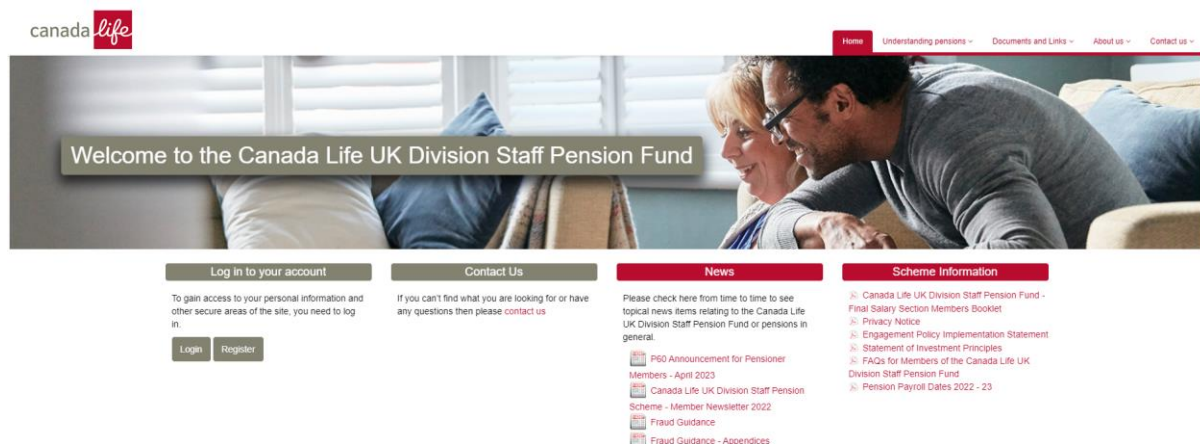 canada life
Home
Understanding pensions
Documents and Links
About us
Contact us
Welcome to the Canada Life UK Division Staff Pension Fund
Log in to your account
To gain access to your personal information and
other secure areas of the site, you need to log
in.
Login
Register
Contact Us
If you can't find what you are looking for or have
any questions then please contact us
News
Please check here from time to time to see
topical news items relating to the Canada Life
UK Division Staff Pension Fund or pensions in
general.
P60 Announcement for Pensioner
Members - April 2023
Canada Life UK Division Staff Pension
Scheme - Member Newsletter 2022
Fraud Guidance
Fraud Guidance - Appendices
Scheme Information
Canada Life UK Division Staff Pension Fund -
Final Salary Section Members Booklet
Privacy Notice
Engagement Policy Implementation Statement
Statement of Investment Principles
FAQs for Members of the Canada Life UK
Division Staff Pension Fund
Pension Payroll Dates 2022 - 23